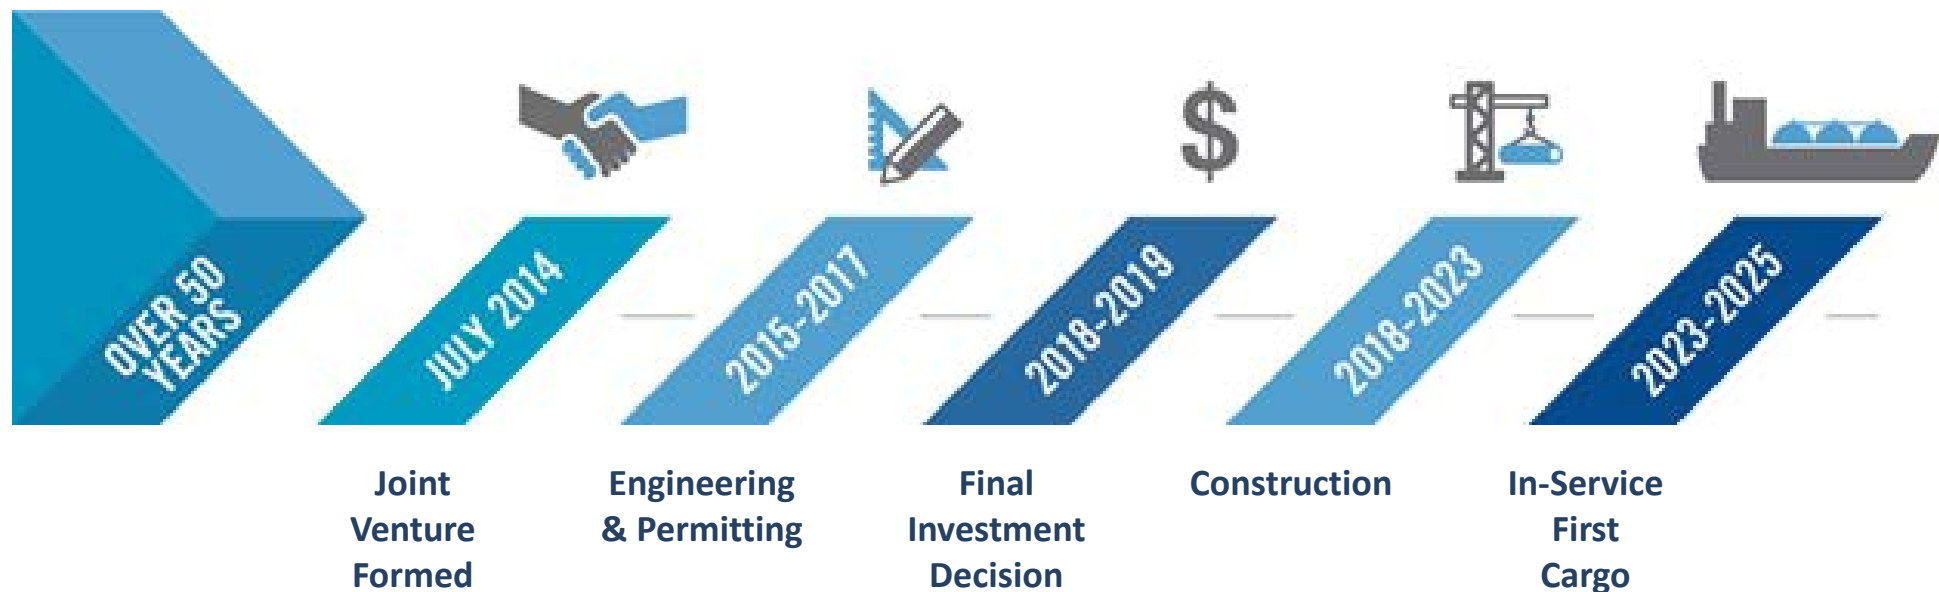 OVER 50
YEARS
JULY 2014
2015-2017
2018-2019
2018-2023
2023-2025
Joint
Venture
Formed
Engineering
& Permitting
Final
Investment
Decision
Construction
In-Service
First
Cargo